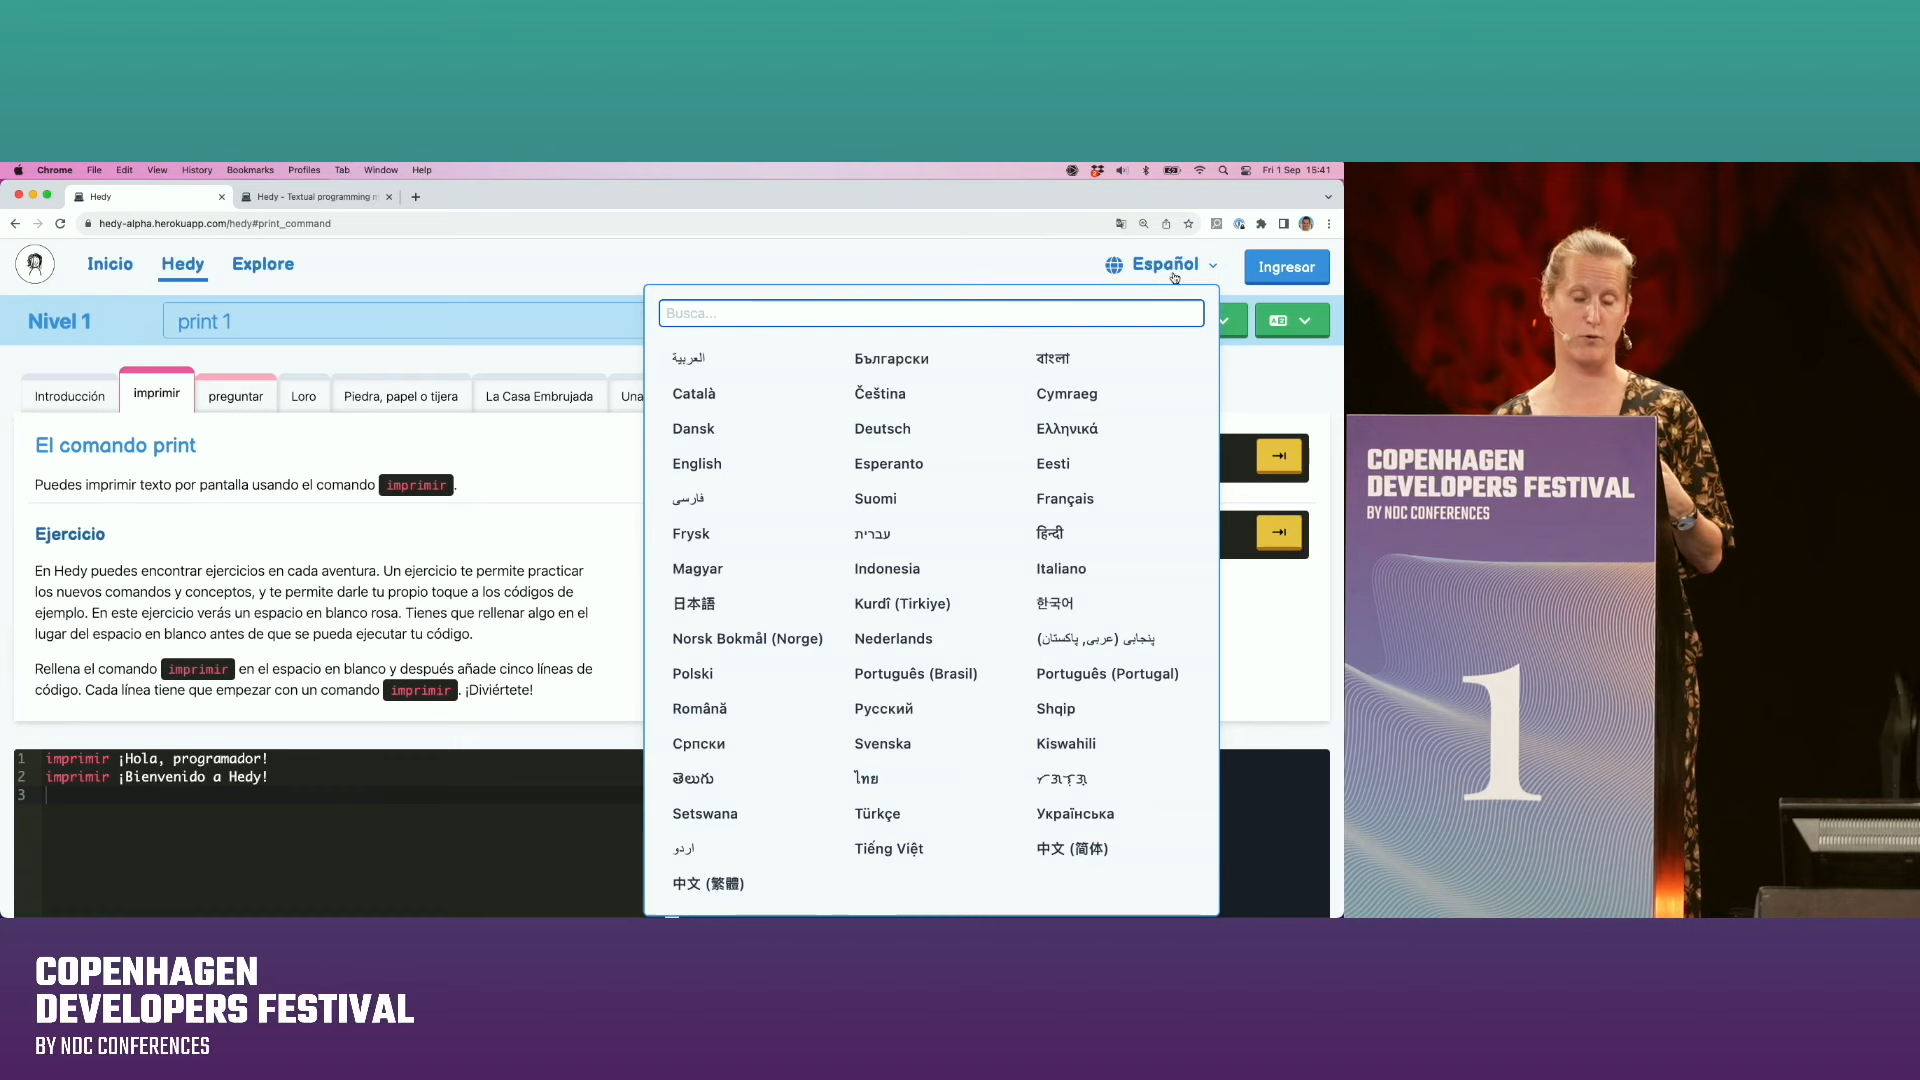 Chrome File Edit View History Bookmarks Profiles Tab Window Help
Fri 1 Sep 15:41
Hedy
Hedy - Textual programming
hedy-alpha.herokuapp.com/hedy#print_command
Inicio Hedy Explore
Español
Ingresar
Nivel 1
print 1
Busca...
Introducción
imprimir
preguntar
Loro
Piedra, papel o tijera
La Casa Embrujada
Una
El comando print
Puedes imprimir texto por pantalla usando el comando imprimir.
Ejercicio
En Hedy puedes encontrar ejercicios en cada aventura. Un ejercicio te permite practicar
los nuevos comandos y conceptos, y te permite darle tu propio toque a los códigos de
ejemplo. En este ejercicio verás un espacio en blanco rosa. Tienes que rellenar algo en el
lugar del espacio en blanco antes de que se pueda ejecutar tu código.
Rellena el comando imprimir en el espacio en blanco y después añade cinco líneas de
código. Cada línea tiene que empezar con un comando imprimir. ¡Diviértete!
1 imprimir ¡Hola, programador!
2 imprimir ¡Bienvenido a Hedy!
3
العربية Български বাংলা
Català Čeština Cymraeg
Dansk Deutsch Ελληνικά
English Esperanto Eesti
فارسی Suomi Français
Frysk עברית हिन्दी
Magyar Indonesia Italiano
日本語 Kurdî (Tirkiye) 한국어
Norsk Bokmål (Norge) Nederlands پنجابی (عربی, پاکستان)
Polski Português (Brasil) Português (Portugal)
Română Русский Shqip
Српски Svenska Kiswahili
తెలుగు ไทย
Setswana Türkçe Українська
اردو Tiếng Việt 中文 (简体)
中文 (繁體)
COPENHAGEN
DEVELOPERS FESTIVAL
BY NDC CONFERENCES
1
COPENHAGEN
DEVELOPERS FESTIVAL
BY NDC CONFERENCES